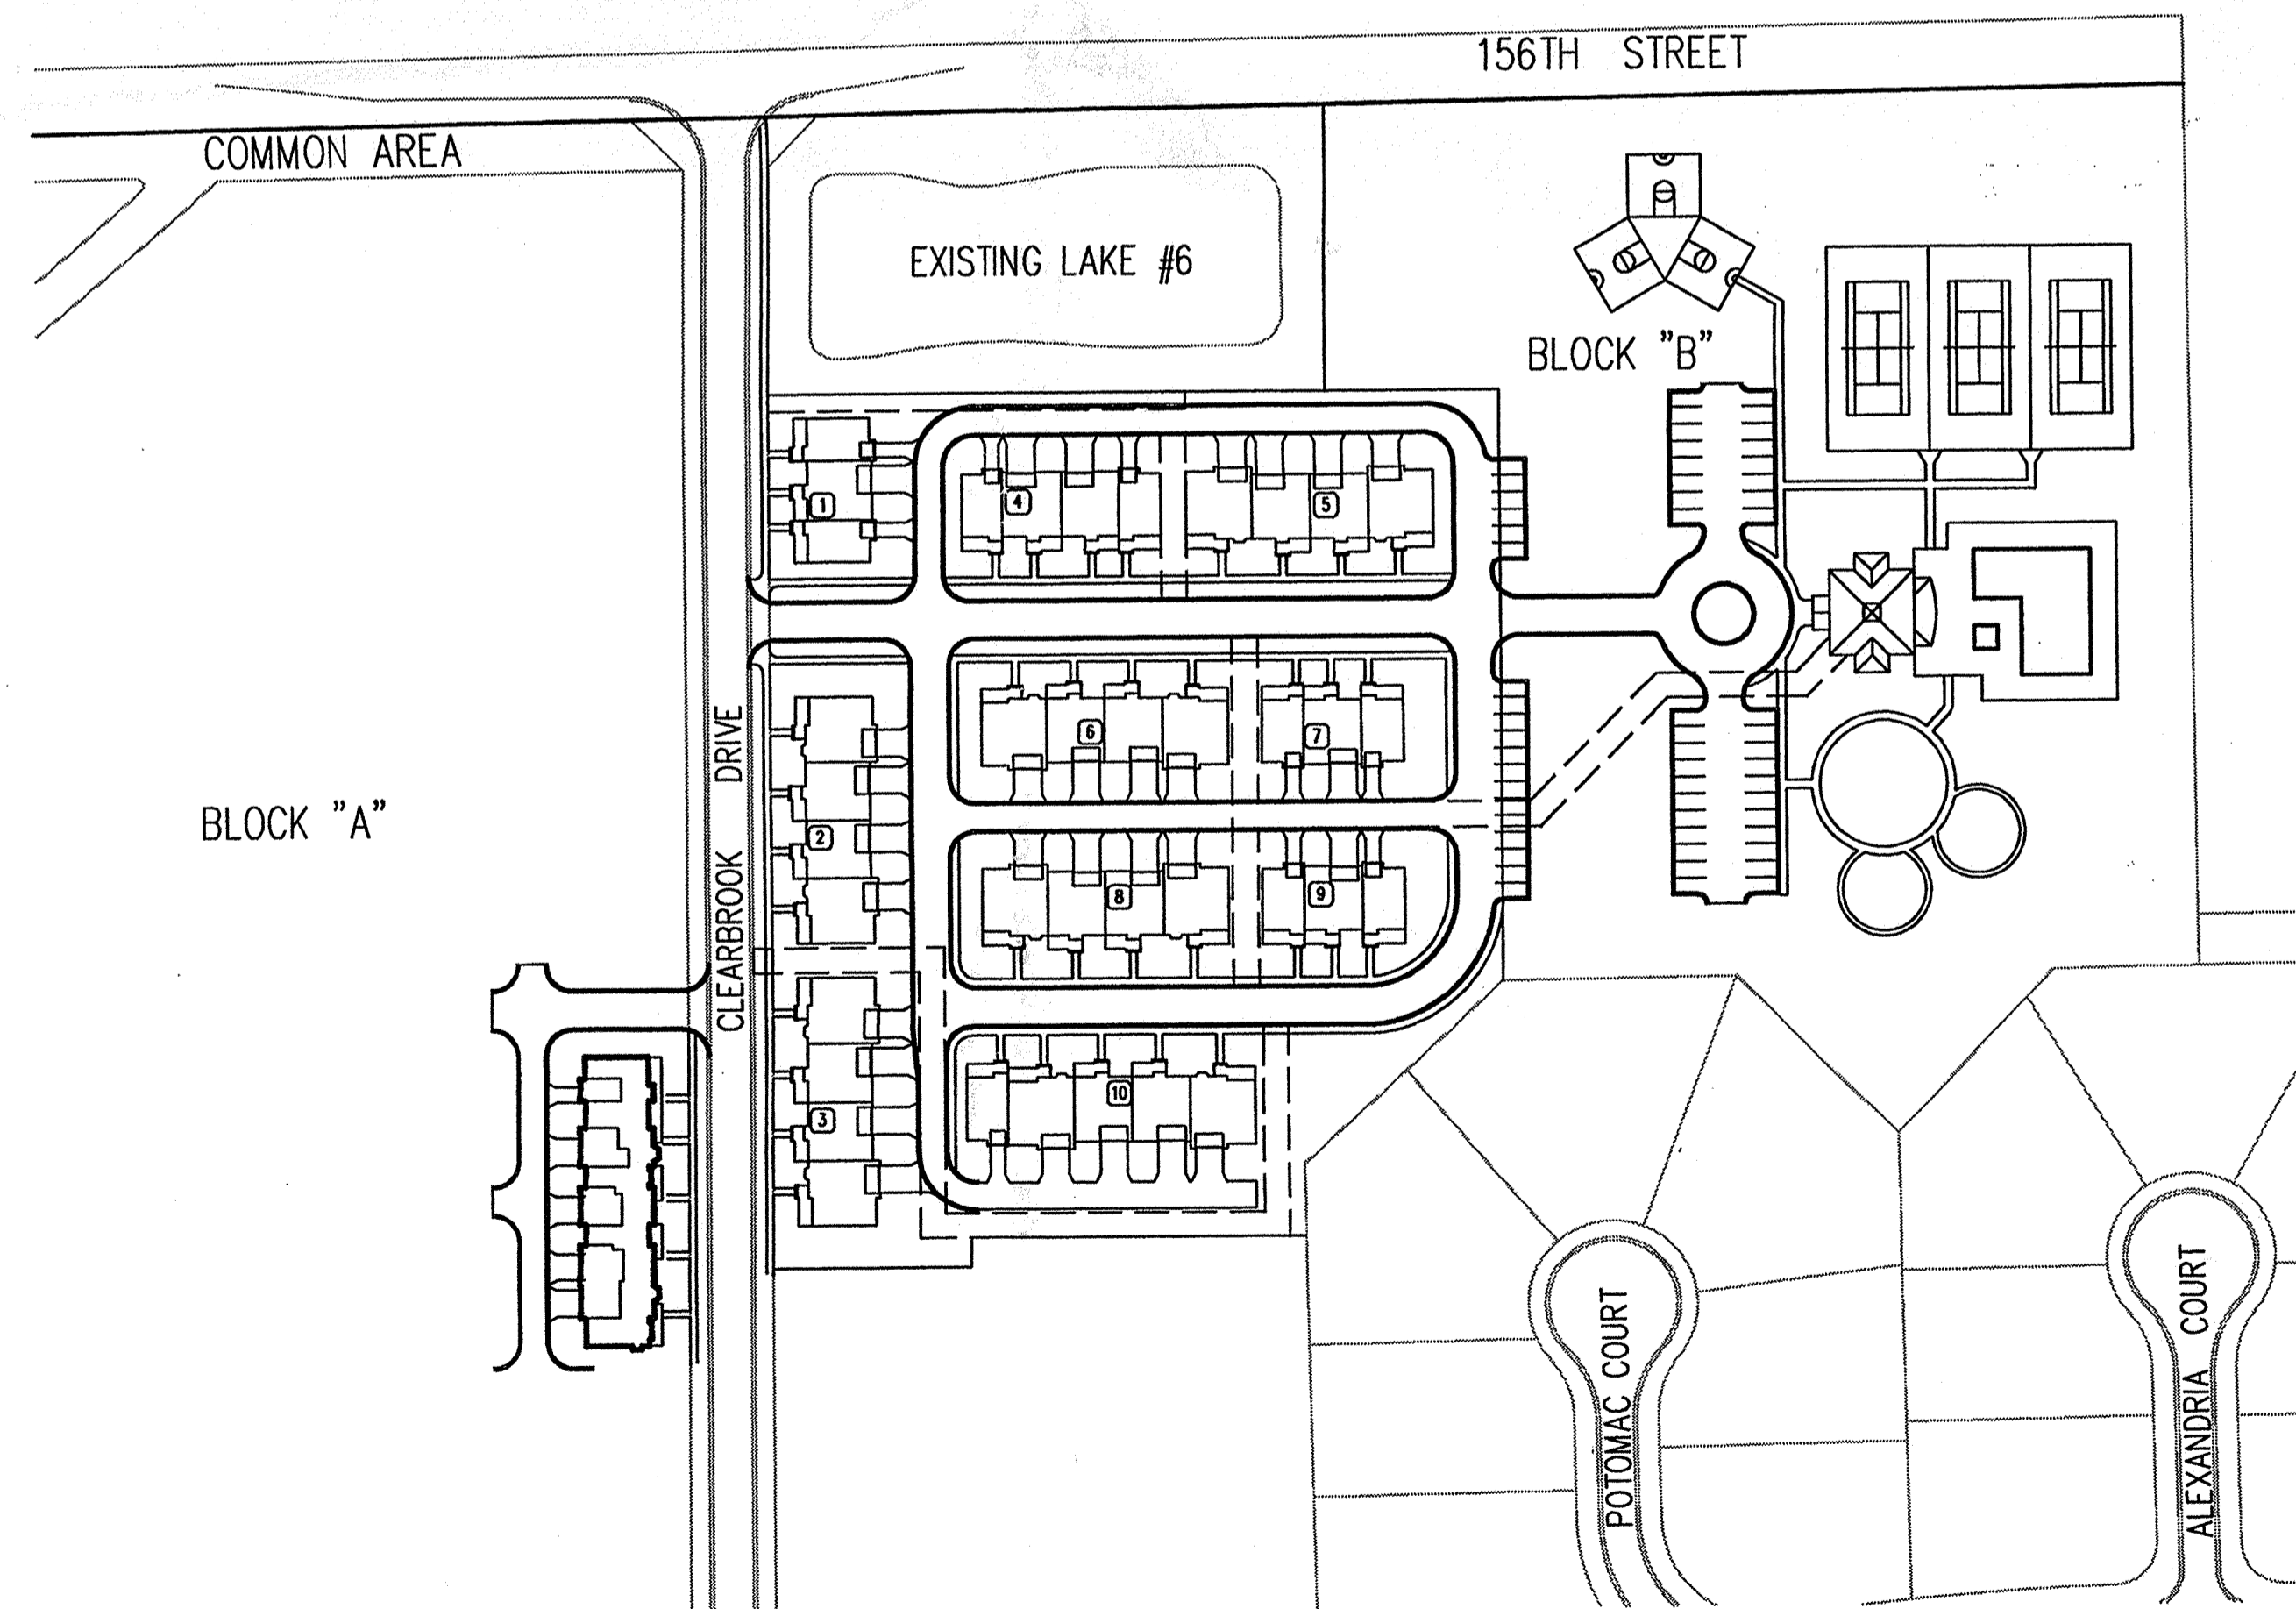 156TH STREET
COMMON AREA
EXISTING LAKE #6
BLOCK "B"
1
4
5
6
7
CLEARBROOK DRIVE
BLOCK "A"
2
8
9
3
10
POTOMAC COURT
ALEXANDRIA COURT